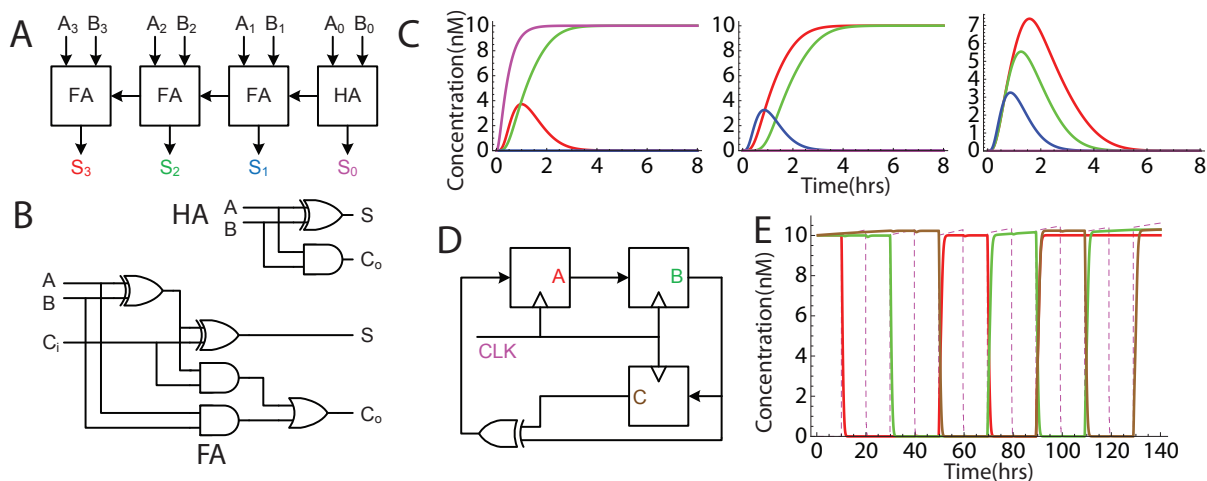 A
A3 B3 A2 B2 A1 B1 A0 B0
FA FA FA HA
S3 S2 S1 S0
B
HA
A
B
S
Co
A
B
Ci
S
Co
FA
C
Concentration(nM)
10
8
6
4
2
0
0 2 4 6 8
10
8
6
4
2
0
0 2 4 6 8
Time(hrs)
7
6
5
4
3
2
1
0
0 2 4 6 8
D
A
B
CLK
C
E
Concentration(nM)
10
8
6
4
2
0
0 20 40 60 80 100 120 140
Time(hrs)